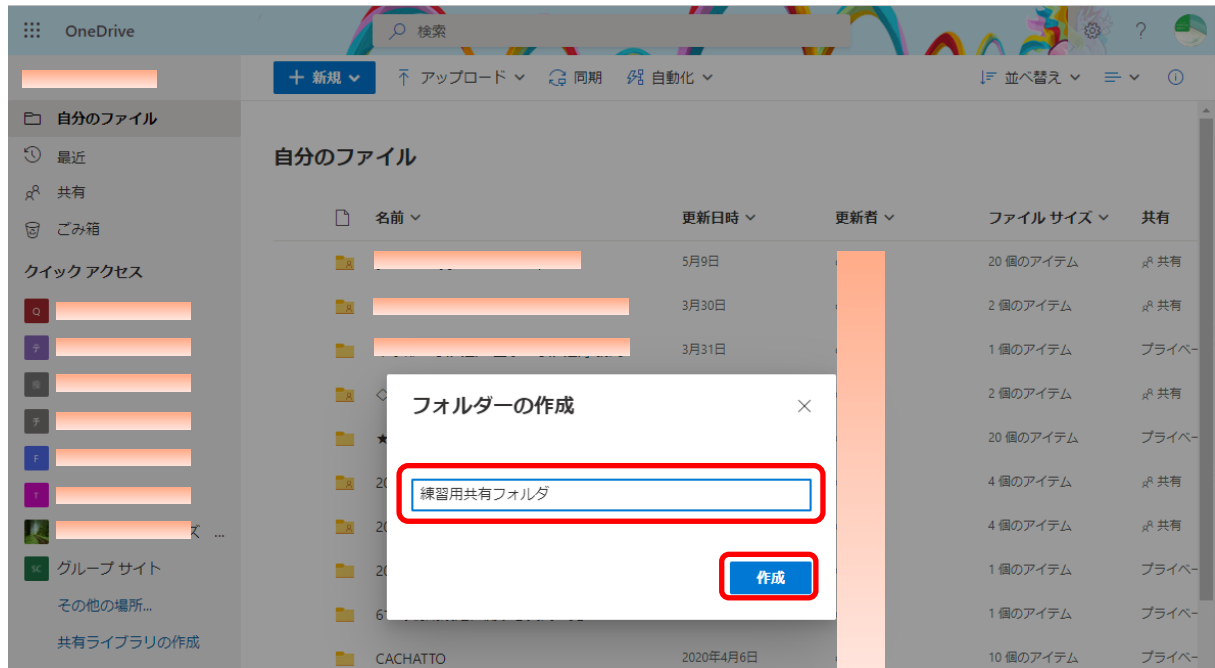 OneDrive 検索 ?
新規 アップロード 同期 自動化 並べ替え
自分のファイル
最近
共有
ごみ箱
クイック アクセス
Q
テ
チ
F
T
ズ ...
SC グループ サイト
その他の場所...
共有ライブラリの作成
自分のファイル
名前 更新日時 更新者 ファイル サイズ 共有
5月9日 20 個のアイテム 共有
3月30日 2 個のアイテム 共有
3月31日 1 個のアイテム プライベー
◇ 2 個のアイテム 共有
★ 20 個のアイテム プライベー
20 4 個のアイテム 共有
20 4 個のアイテム 共有
20 1 個のアイテム プライベー
1 個のアイテム プライベー
CACHATTO 2020年4月6日 10 個のアイテム プライベー
フォルダーの作成
練習用共有フォルダ
作成